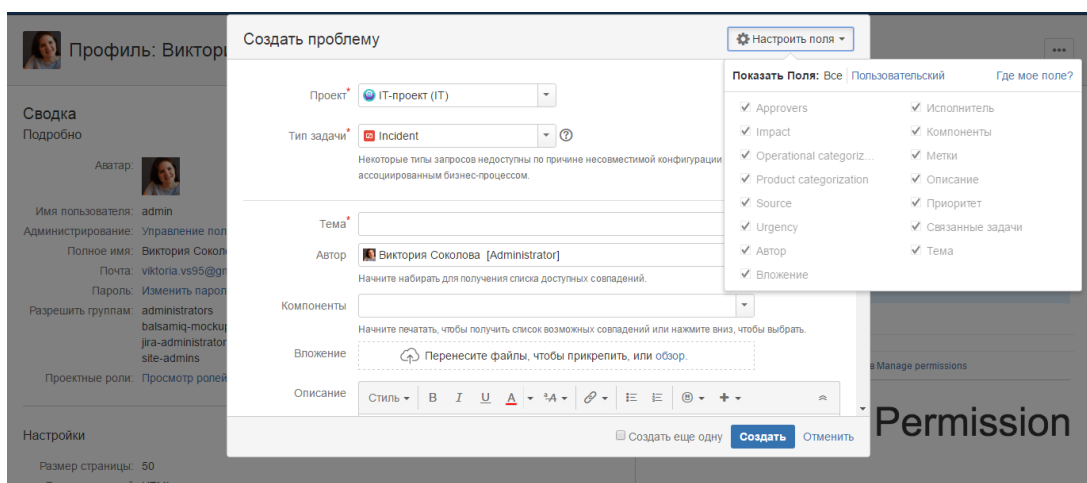 Профиль: Виктори
Создать проблему
Настроить поля
•••
Показать Поля: Все Пользовательский Где мое поле?
Approvers
Impact
Operational categoriz...
Product categorization
Source
Urgency
Автор
Вложение
Исполнитель
Компоненты
Метки
Описание
Приоритет
Связанные задачи
Тема
Проект* IT-проект (IT)
Тип задачи* Incident
Некоторые типы запросов недоступны по причине несовместимой конфигурации
ассоциированным бизнес-процессом.
Тема*
Автор Виктория Соколова [Administrator]
Начните набирать для получения списка доступных совпадений.
Компоненты
Начните печатать, чтобы получить список возможных совпадений или нажмите вниз, чтобы выбрать.
Вложение Перенесите файлы, чтобы прикрепить, или обзор.
Описание Стиль B I U A ªA
Создать еще одну Создать Отменить
Сводка
Подробно
Аватар:
Имя пользователя: admin
Администрирование: Управление пол
Полное имя: Виктория Сокол
Почта: viktoria.vs95@gm
Пароль: Изменить парол
Разрешить группам: administrators
balsamiq-mockup
jira-administrator
site-admins
Проектные роли: Просмотр ролей
Настройки
Размер страницы: 50
Manage permissions
Permission